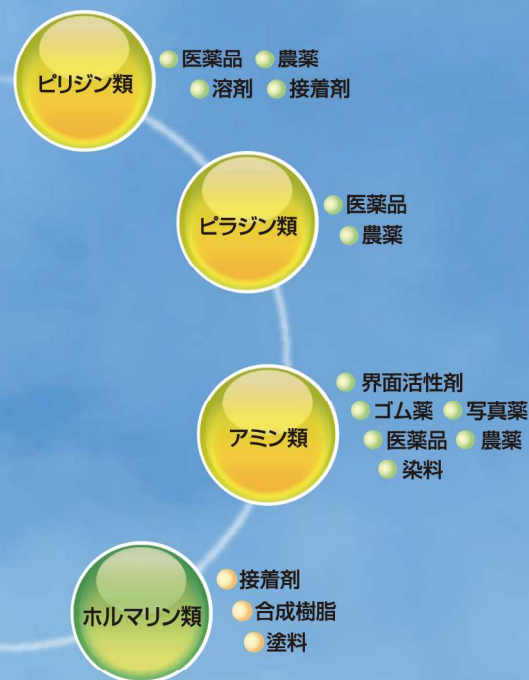 ピリジン類
医薬品 農薬
溶剤 接着剤
ピラジン類
医薬品
農薬
アミン類
界面活性剤
ゴム薬 写真薬
医薬品 農薬
染料
ホルマリン類
接着剤
合成樹脂
塗料